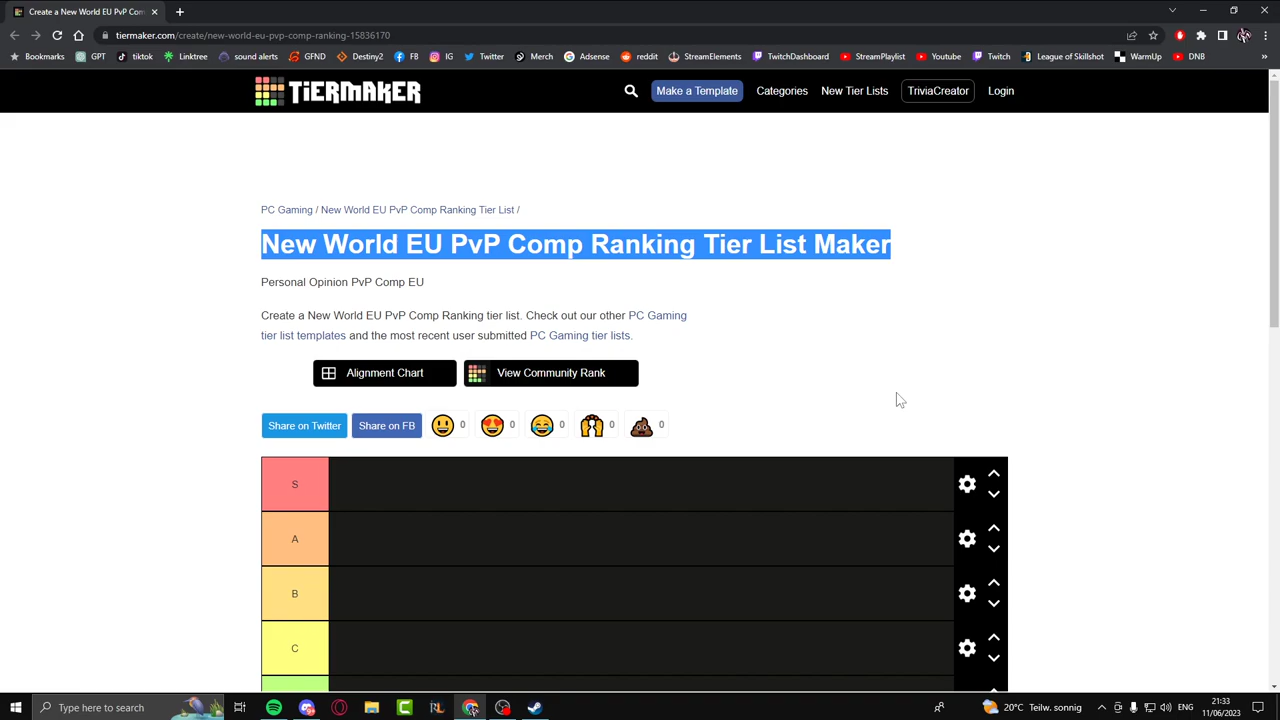 Create a New World EU PvP Com
tiermaker.com/create/new-world-eu-pvp-comp-ranking-15836170
Bookmarks GPT tiktok Linktree sound alerts GFEND Destiny2 FB IG Twitter Merch Adsense reddit StreamElements TwitchDashboard StreamPlaylist Youtube Twitch League of Skillshot WarmUp DNB
TiERMAKER Make a Template Categories New Tier Lists TriviaCreator Login
PC Gaming / New World EU PvP Comp Ranking Tier List /
New World EU PvP Comp Ranking Tier List Maker
Personal Opinion PvP Comp EU
Create a New World EU PvP Comp Ranking tier list. Check out our other PC Gaming
tier list templates and the most recent user submitted PC Gaming tier lists.
Alignment Chart View Community Rank
Share on Twitter Share on FB 0 0 0 0 0
S
A
B
C
Type here to search 20°C Teilw. sonnig ENG 21:33
11/06/2023